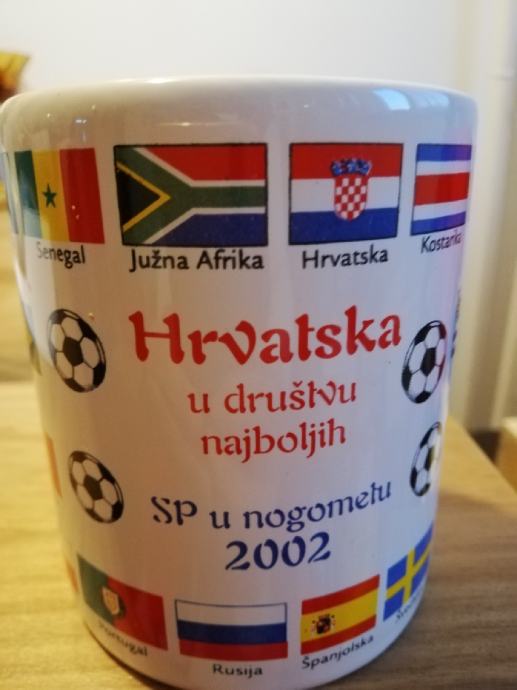 Senegal
Južna Afrika
Hrvatska
Kostarika
Hrvatska
u društvu
najboljih
SP u nogometu
2002
Portugal
Rusija
Španjolska